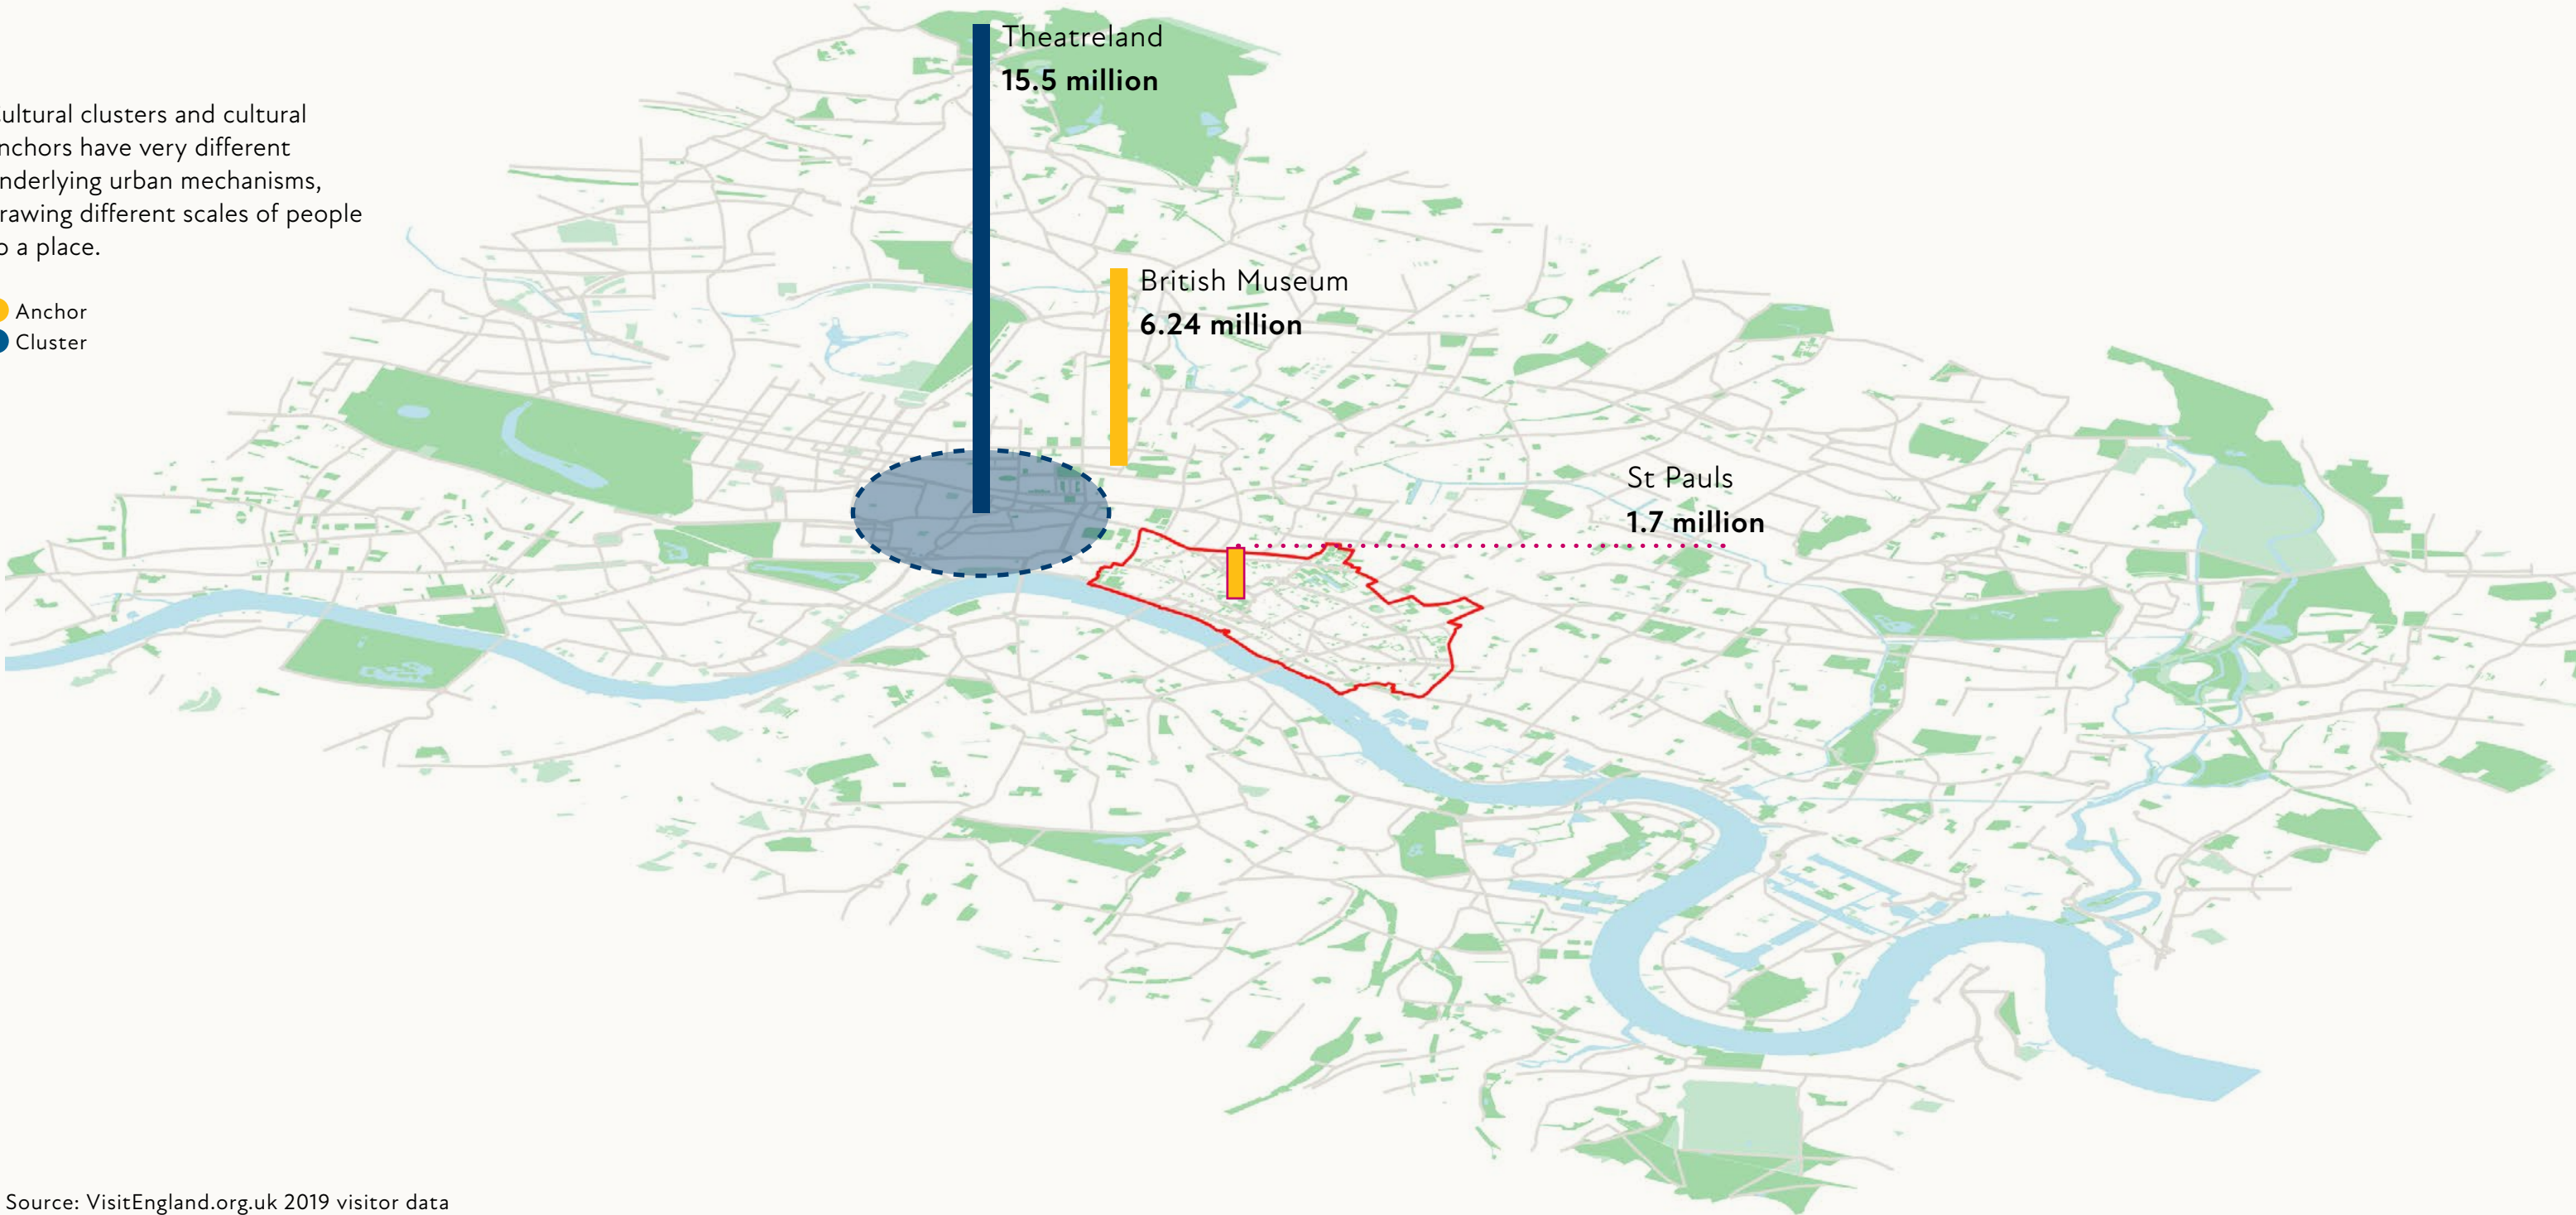 Theatreland
15.5 million
ultural clusters and cultural
nchors have very different
nderlying urban mechanisms,
rawing different scales of people
o a place.
Anchor
Cluster
British Museum
6.24 million
St Pauls
1.7 million
Source: VisitEngland.org.uk 2019 visitor data